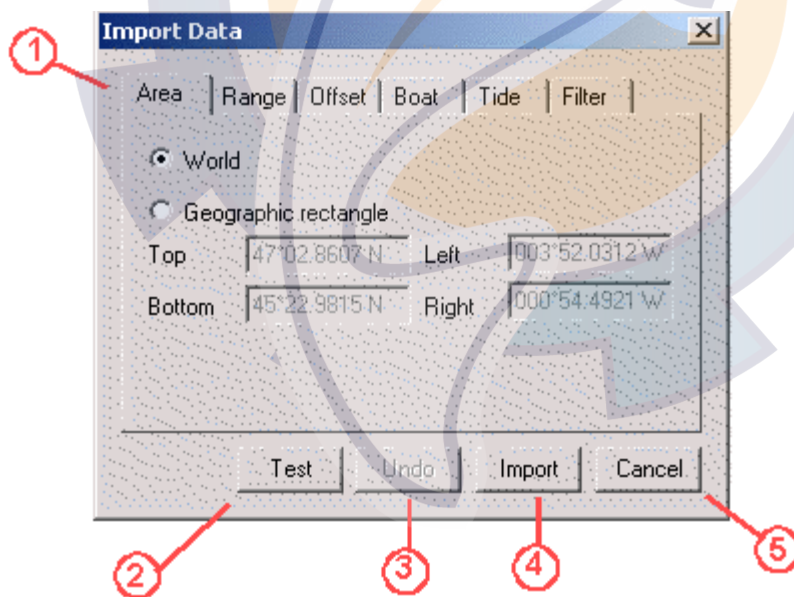 Import Data
1
Area Range Offset Boat Tide Filter
World
Geographic rectangle
Top 47°02.8607 N Left 003°52.0312 W
Bottom 45°22.9815 N Right 000°54.4921 W
Test Undo Import Cancel
2 3 4 5